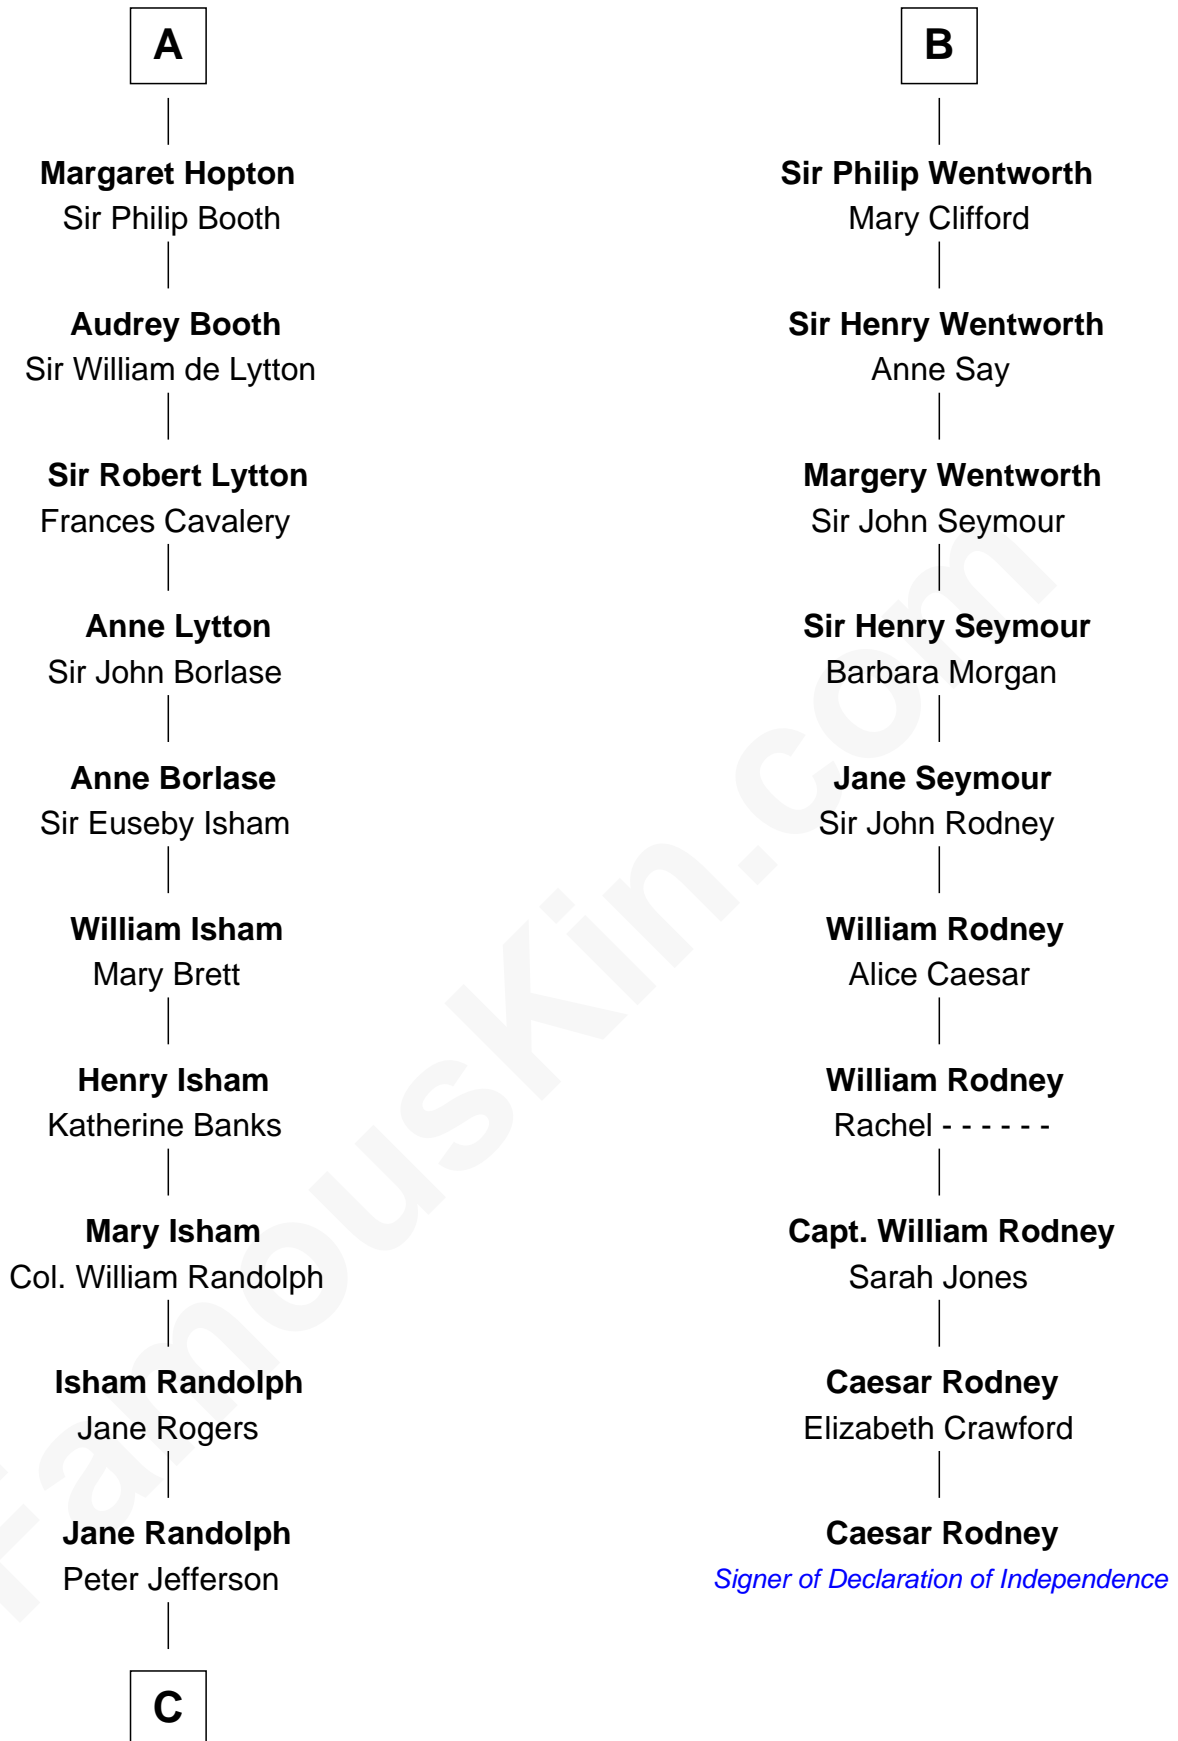 A
Margaret Hopton
Sir Philip Booth
Audrey Booth
Sir William de Lytton
Sir Robert Lytton
Frances Cavalery
Anne Lytton
Sir John Borlase
Anne Borlase
Sir Euseby Isham
William Isham
Mary Brett
Henry Isham
Katherine Banks
Mary Isham
Col. William Randolph
Isham Randolph
Jane Rogers
Jane Randolph
Peter Jefferson
C
B
Sir Philip Wentworth
Mary Clifford
Sir Henry Wentworth
Anne Say
Margery Wentworth
Sir John Seymour
Sir Henry Seymour
Barbara Morgan
Jane Seymour
Sir John Rodney
William Rodney
Alice Caesar
William Rodney
Rachel - - - - - -
Capt. William Rodney
Sarah Jones
Caesar Rodney
Elizabeth Crawford
Caesar Rodney
Signer of Declaration of Independence
FamousKin.com